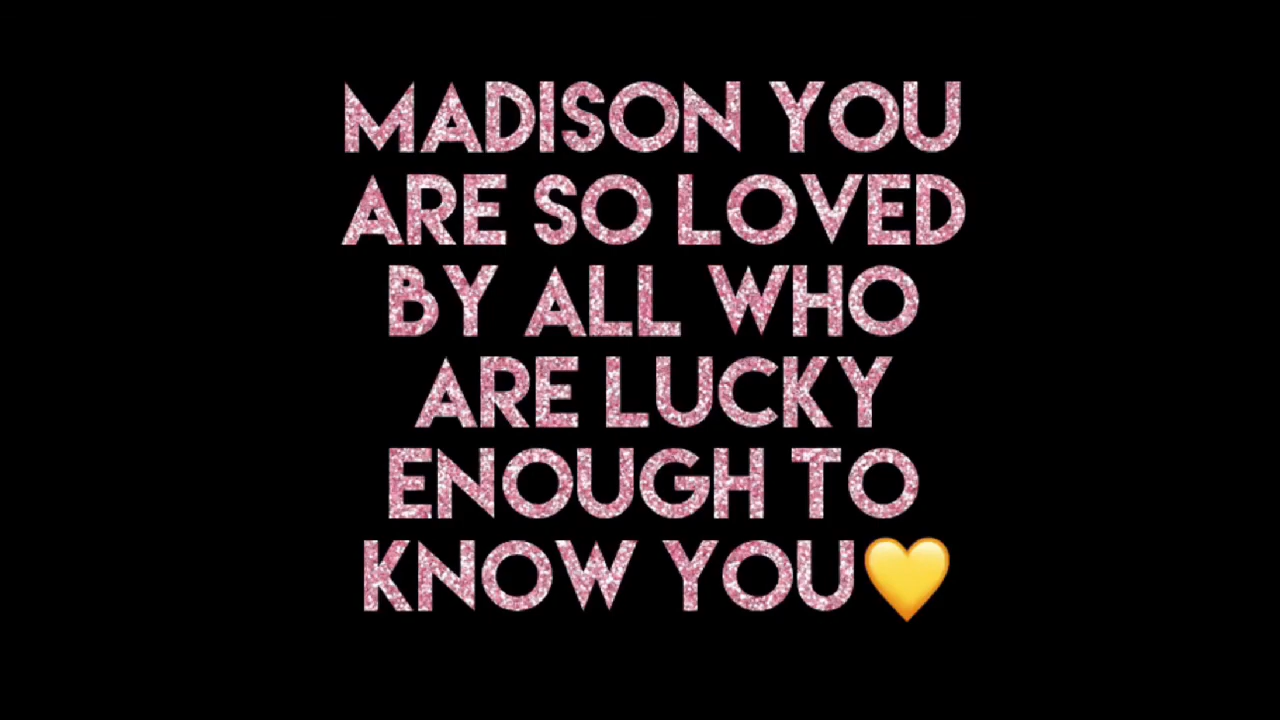 MADISON YOU
ARE SO LOVED
BY ALL WHO
ARE LUCKY
ENOUGH TO
KNOW YOU💛